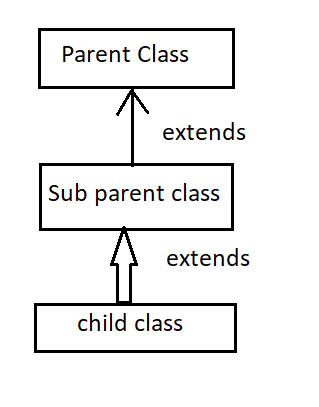 Parent Class
extends
Sub parent class
extends
child class